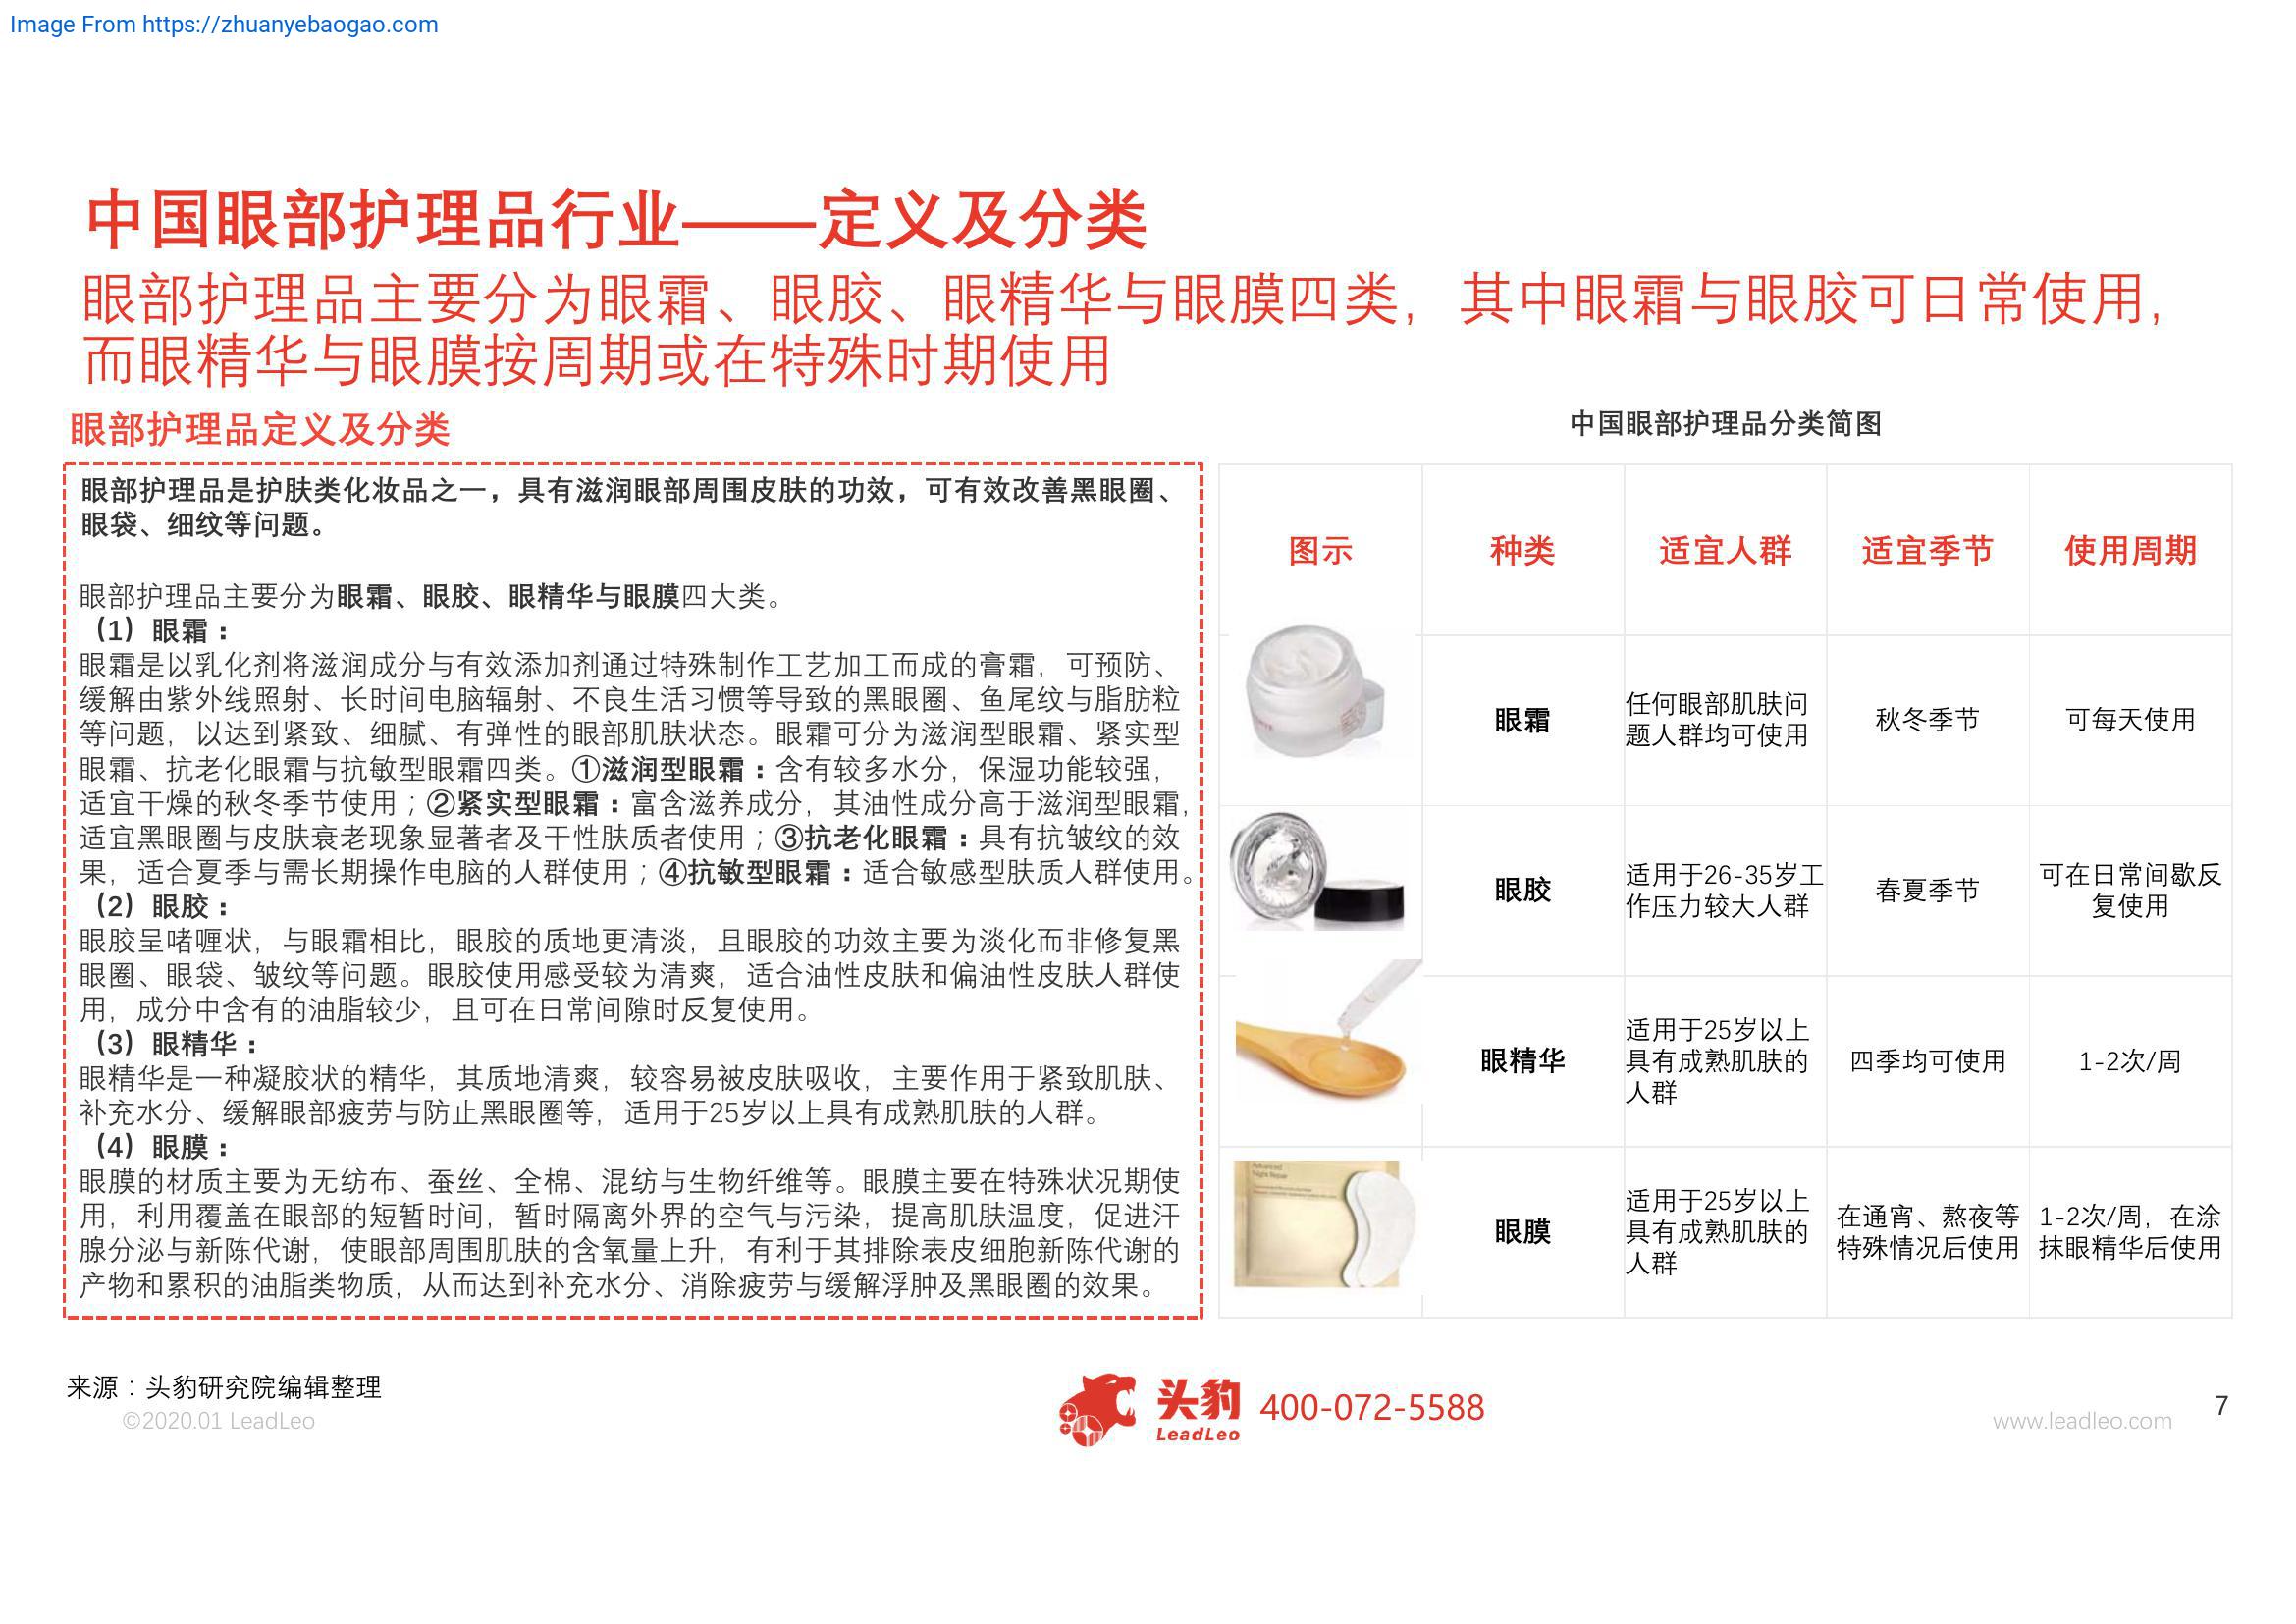 Image From https://zhuanyebaogao.com
中国眼部护理品行业——定义及分类
眼部护理品主要分为眼霜、眼胶、眼精华与眼膜四类，其中眼霜与眼胶可日常使用，
而眼精华与眼膜按周期或在特殊时期使用
眼部护理品定义及分类
眼部护理品是护肤类化妆品之一，具有滋润眼部周围皮肤的功效，可有效改善黑眼圈、
眼袋、细纹等问题。
眼部护理品主要分为眼霜、眼胶、眼精华与眼膜四大类。
（1）眼霜：
眼霜是以乳化剂将滋润成分与有效添加剂通过特殊制作工艺加工而成的膏霜，可预防、
缓解由紫外线照射、长时间电脑辐射、不良生活习惯等导致的黑眼圈、鱼尾纹与脂肪粒
等问题，以达到紧致、细腻、有弹性的眼部肌肤状态。眼霜可分为滋润型眼霜、紧实型
眼霜、抗老化眼霜与抗敏型眼霜四类。①滋润型眼霜：含有较多水分，保湿功能较强，
适宜干燥的秋冬季节使用；②紧实型眼霜：富含滋养成分，其油性成分高于滋润型眼霜，
适宜黑眼圈与皮肤衰老现象显著者及干性肤质者使用；③抗老化眼霜：具有抗皱纹的效
果，适合夏季与需长期操作电脑的人群使用；④抗敏型眼霜：适合敏感型肤质人群使用。
（2）眼胶：
眼胶呈啫喱状，与眼霜相比，眼胶的质地更清淡，且眼胶的功效主要为淡化而非修复黑
眼圈、眼袋、皱纹等问题。眼胶使用感受较为清爽，适合油性皮肤和偏油性皮肤人群使
用，成分中含有的油脂较少，且可在日常间隙时反复使用。
（3）眼精华：
眼精华是一种凝胶状的精华，其质地清爽，较容易被皮肤吸收，主要作用于紧致肌肤、
补充水分、缓解眼部疲劳与防止黑眼圈等，适用于25岁以上具有成熟肌肤的人群。
（4）眼膜：
眼膜的材质主要为无纺布、蚕丝、全棉、混纺与生物纤维等。眼膜主要在特殊状况期使
用，利用覆盖在眼部的短暂时间，暂时隔离外界的空气与污染，提高肌肤温度，促进汗
腺分泌与新陈代谢，使眼部周围肌肤的含氧量上升，有利于其排除表皮细胞新陈代谢的
产物和累积的油脂类物质，从而达到补充水分、消除疲劳与缓解浮肿及黑眼圈的效果。
中国眼部护理品分类简图
图示 种类 适宜人群 适宜季节 使用周期
眼霜
任何眼部肌肤问
题人群均可使用
秋冬季节
可每天使用
眼胶
适用于26-35岁工
作压力较大人群
春夏季节
可在日常间歇反
复使用
眼精华
适用于25岁以上
具有成熟肌肤的
人群
四季均可使用
1-2次/周
Advanced
Night Repair
眼膜
适用于25岁以上
具有成熟肌肤的
人群
在通宵、熬夜等
特殊情况后使用
1-2次/周，在涂
抹眼精华后使用
来源：头豹研究院编辑整理
©2020.01 LeadLeo
头豹
LeadLeo
400-072-5588
www.leadleo.com
7